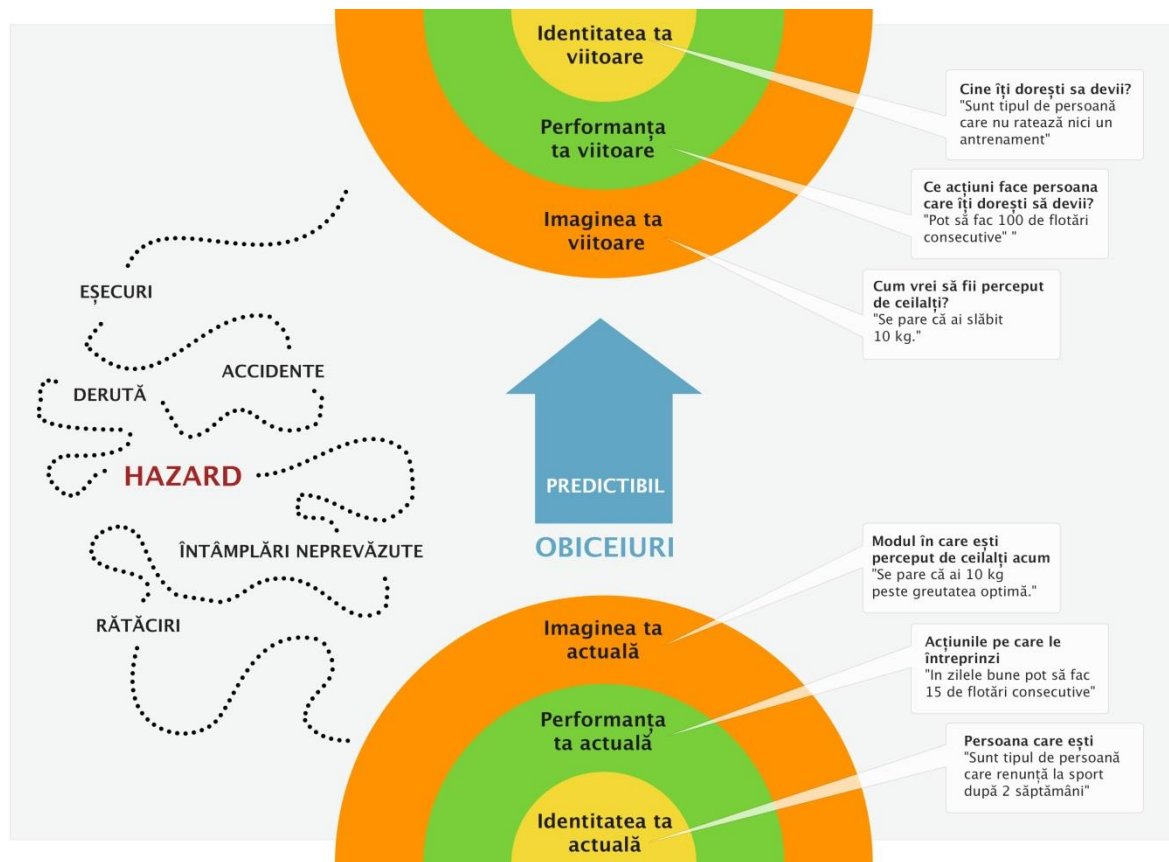 Identitatea ta
viitoare
Performanța
ta viitoare
Imaginea ta
viitoare
Cine îți dorești sa devii?
"Sunt tipul de persoană
care nu ratează nici un
antrenament"
Ce acțiuni face persoana
care îți dorești să devii?
"Pot să fac 100 de flotări
consecutive" "
Cum vrei să fii perceput
de ceilalți?
"Se pare că ai slăbit
10 kg."
EȘECURI
ACCIDENTE
DERUTĂ
HAZARD
ÎNTÂMPLĂRI NEPREVĂZUTE
RĂTĂCIRI
PREDICTIBIL
OBICEIURI
Imaginea ta
actuală
Performanța
ta actuală
Identitatea ta
actuală
Modul în care ești
perceput de ceilalți acum
"Se pare că ai 10 kg
peste greutatea optimă."
Acțiunile pe care le
întreprinzi
"In zilele bune pot să fac
15 de flotări consecutive"
Persoana care ești
"Sunt tipul de persoană
care renunță la sport
după 2 săptămâni"